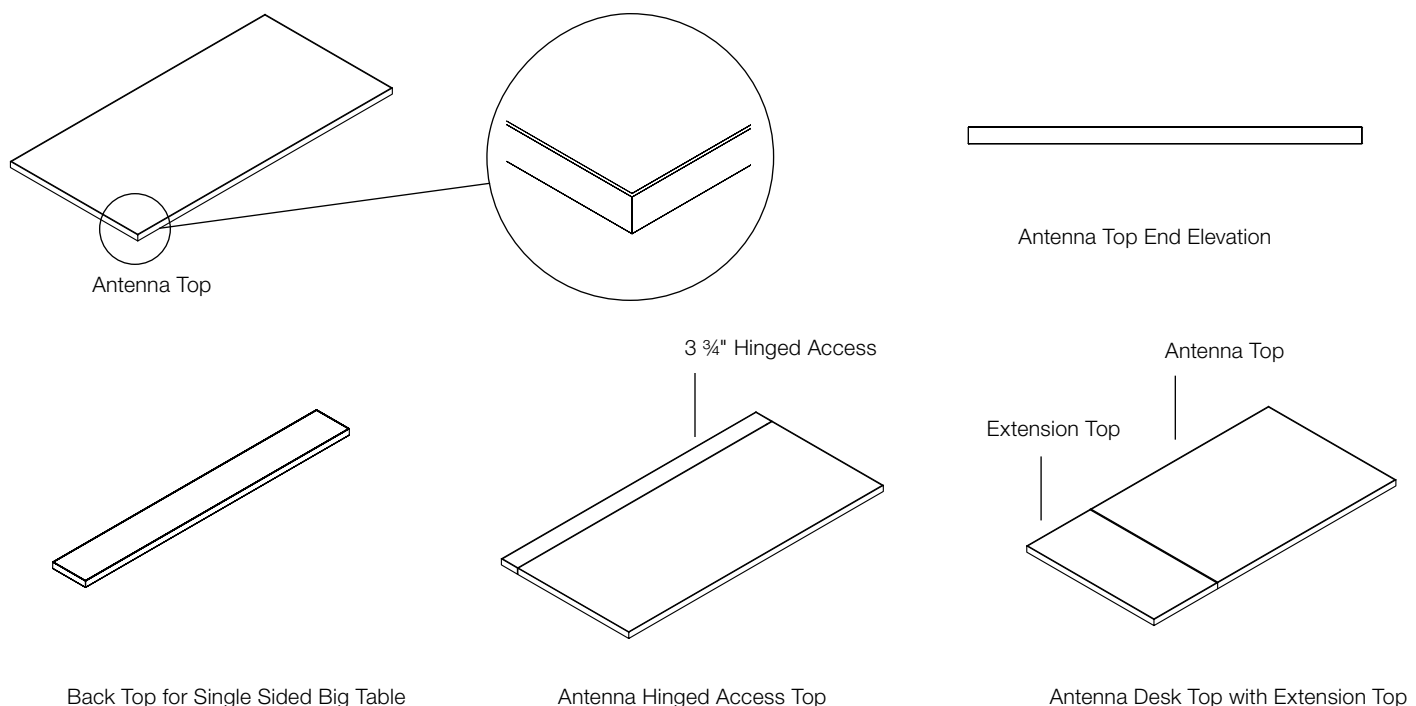 Antenna Top
Antenna Top End Elevation
3 ¾" Hinged Access
Antenna Top
Extension Top
Back Top for Single Sided Big Table
Antenna Hinged Access Top
Antenna Desk Top with Extension Top